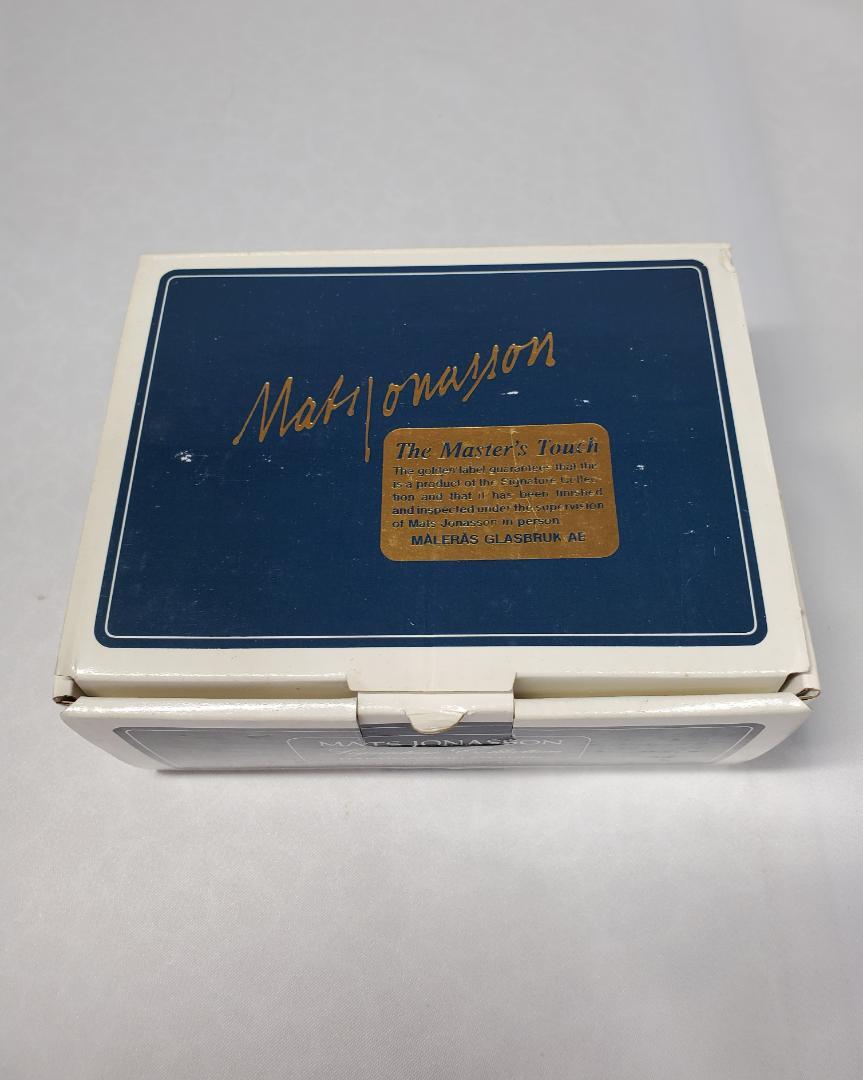 Mats Jonasson
The Master's Touch
The golden label guarantees that the
is a product of the Signature Collec-
tion and that it has been finished
and inspected under the supervision
of Mats Jonasson in person
MÅLERÅS GLASBRUK AB
MATS JONASSON